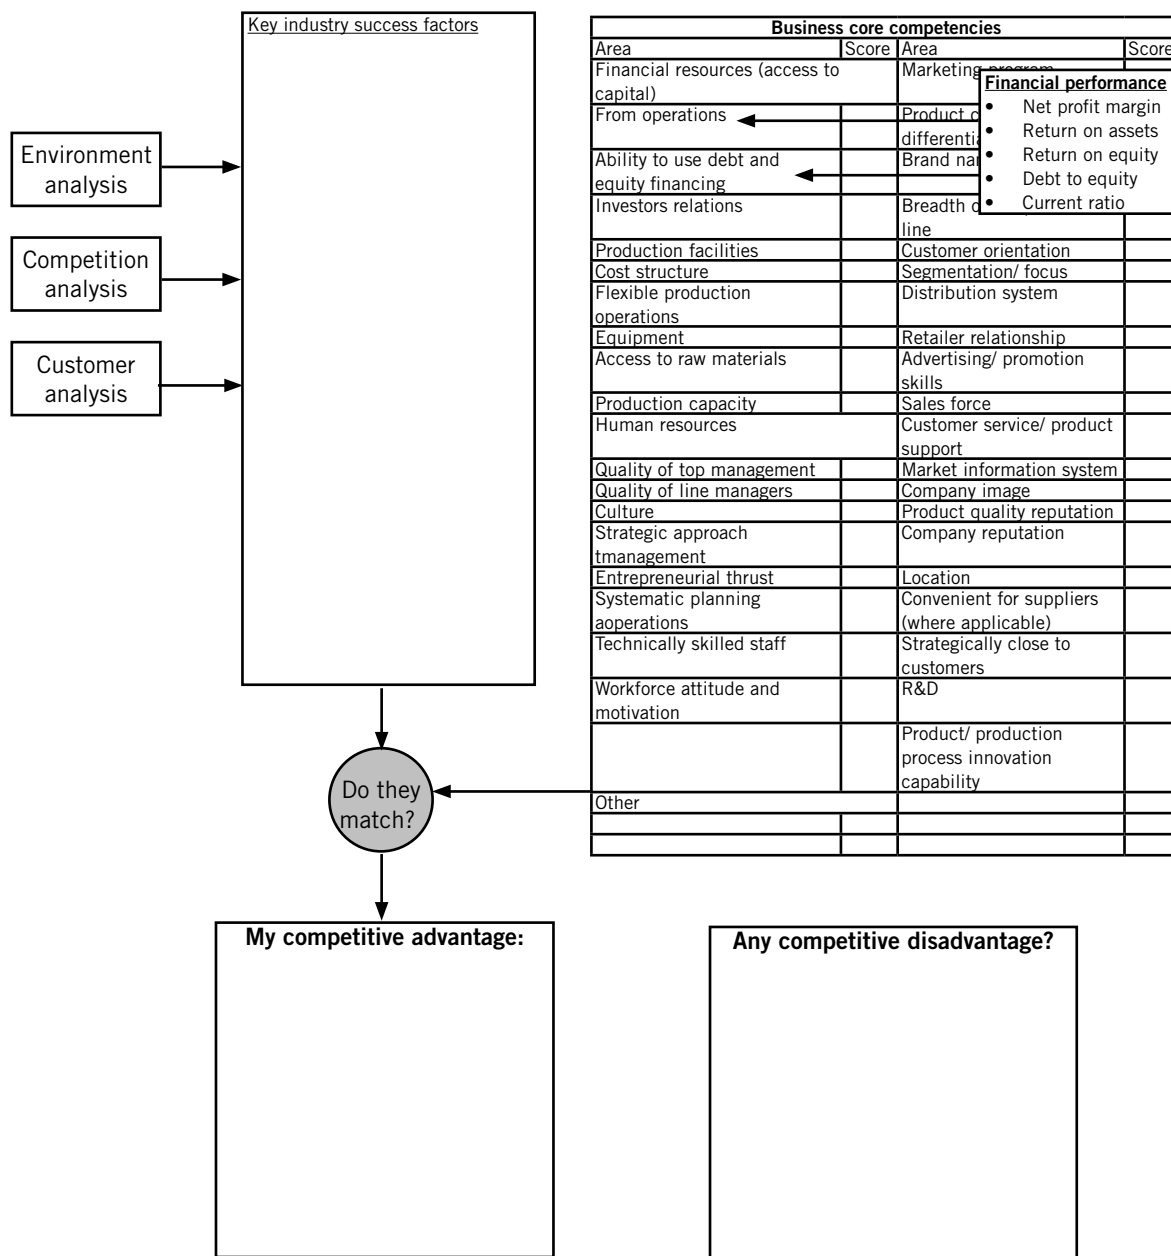 Key industry success factors
Environment
analysis
Competition
analysis
Customer
analysis
Business core competencies
Area Score Area Score
Financial resources (access to
capital)
Marketing program
From operations
Product
differentia
Ability to use debt and
equity financing
Brand na
Investors relations
Breadth
line
Production facilities
Customer orientation
Cost structure
Segmentation/ focus
Flexible production
operations
Distribution system
Equipment
Retailer relationship
Access to raw materials
Advertising/ promotion
skills
Production capacity
Sales force
Human resources
Customer service/ product
support
Quality of top management
Market information system
Quality of line managers
Company image
Culture
Product quality reputation
Strategic approach
tmanagement
Company reputation
Entrepreneurial thrust
Location
Systematic planning
aoperations
Convenient for suppliers
(where applicable)
Technically skilled staff
Strategically close to
customers
Workforce attitude and
motivation
R&D
Product/ production
process innovation
capability
Other
Financial performance
• Net profit margin
• Return on assets
• Return on equity
• Debt to equity
• Current ratio
Do they
match?
My competitive advantage:
Any competitive disadvantage?